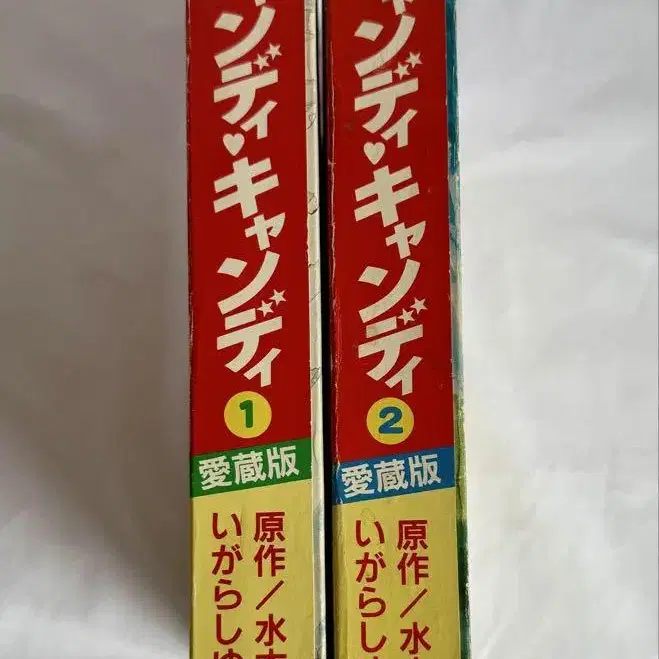 ャンディ♡キャンディ
1
愛蔵版
原作/水木
いがらしゆ
ャンディ♡キャンディ
2
愛蔵版
原作/水
いがらし